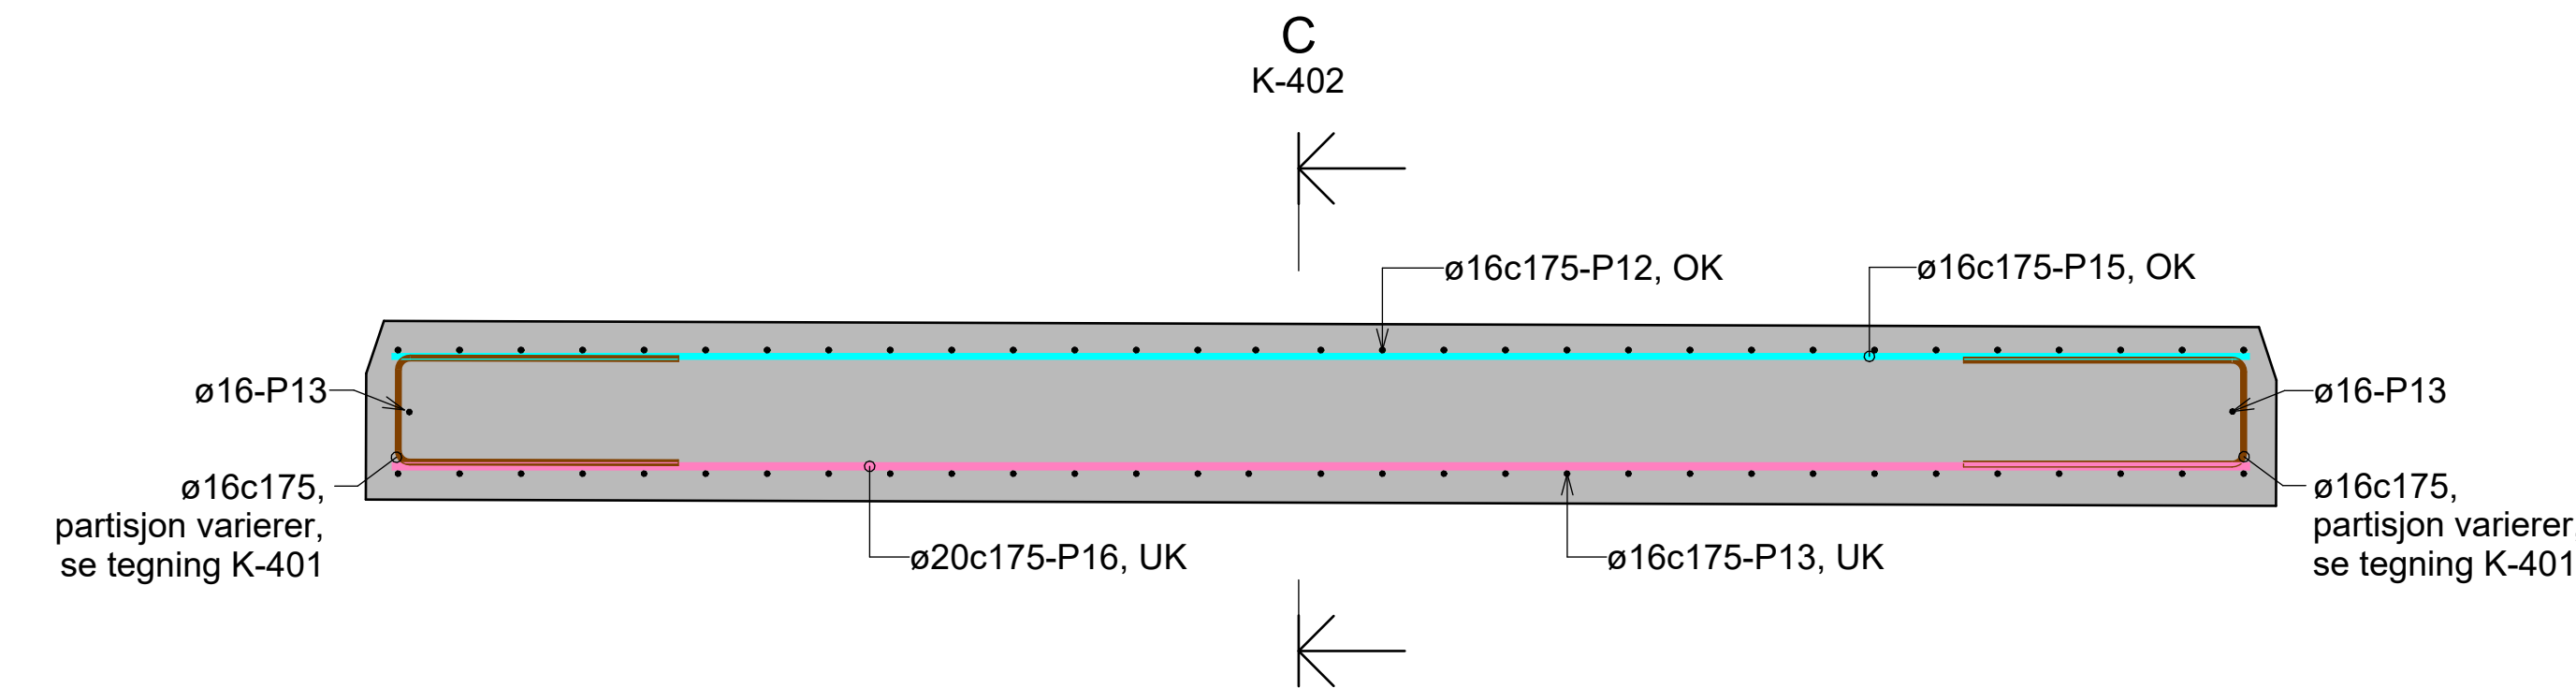 C
K-402
ø16c175-P12, OK
ø16c175-P15, OK
ø16-P13
ø16-P13
ø16c175,
partisjon varierer,
se tegning K-401
ø16c175,
partisjon varierer,
se tegning K-401
ø20c175-P16, UK
ø16c175-P13, UK